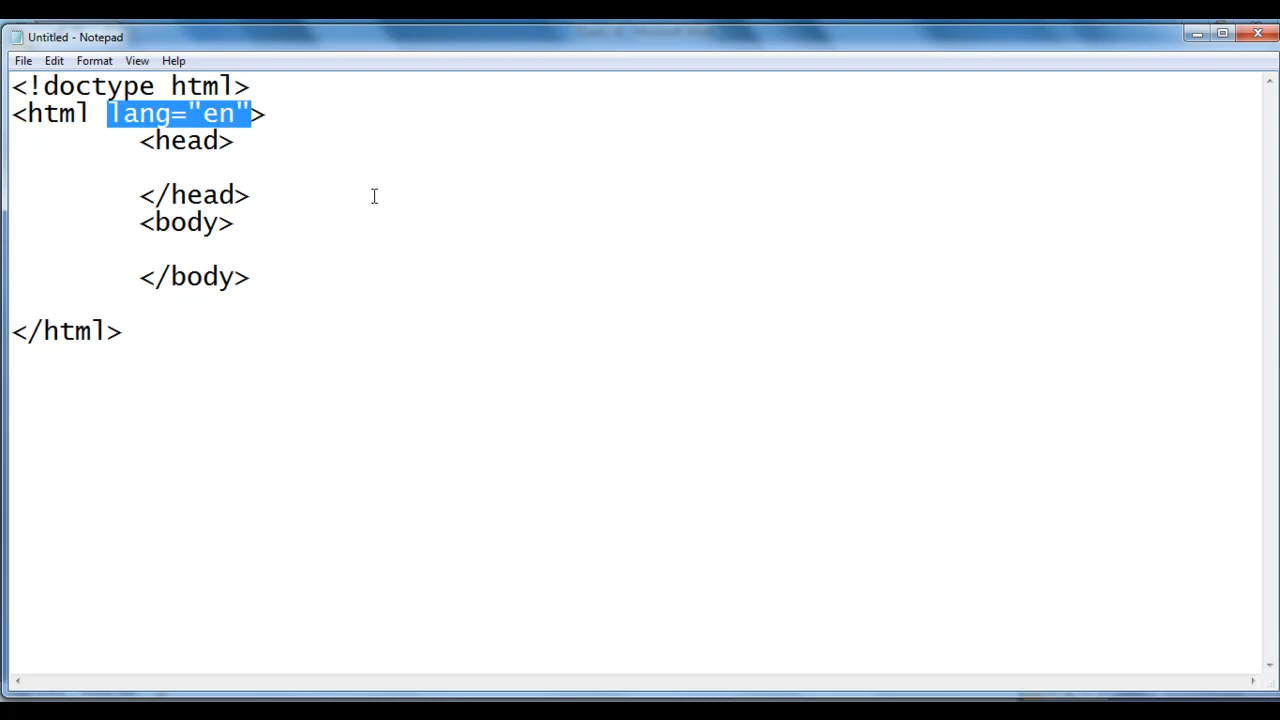 Untitled - Notepad
File Edit Format View Help
<!doctype html>
<html lang="en">
<head>
</head>
<body>
</body>
</html>